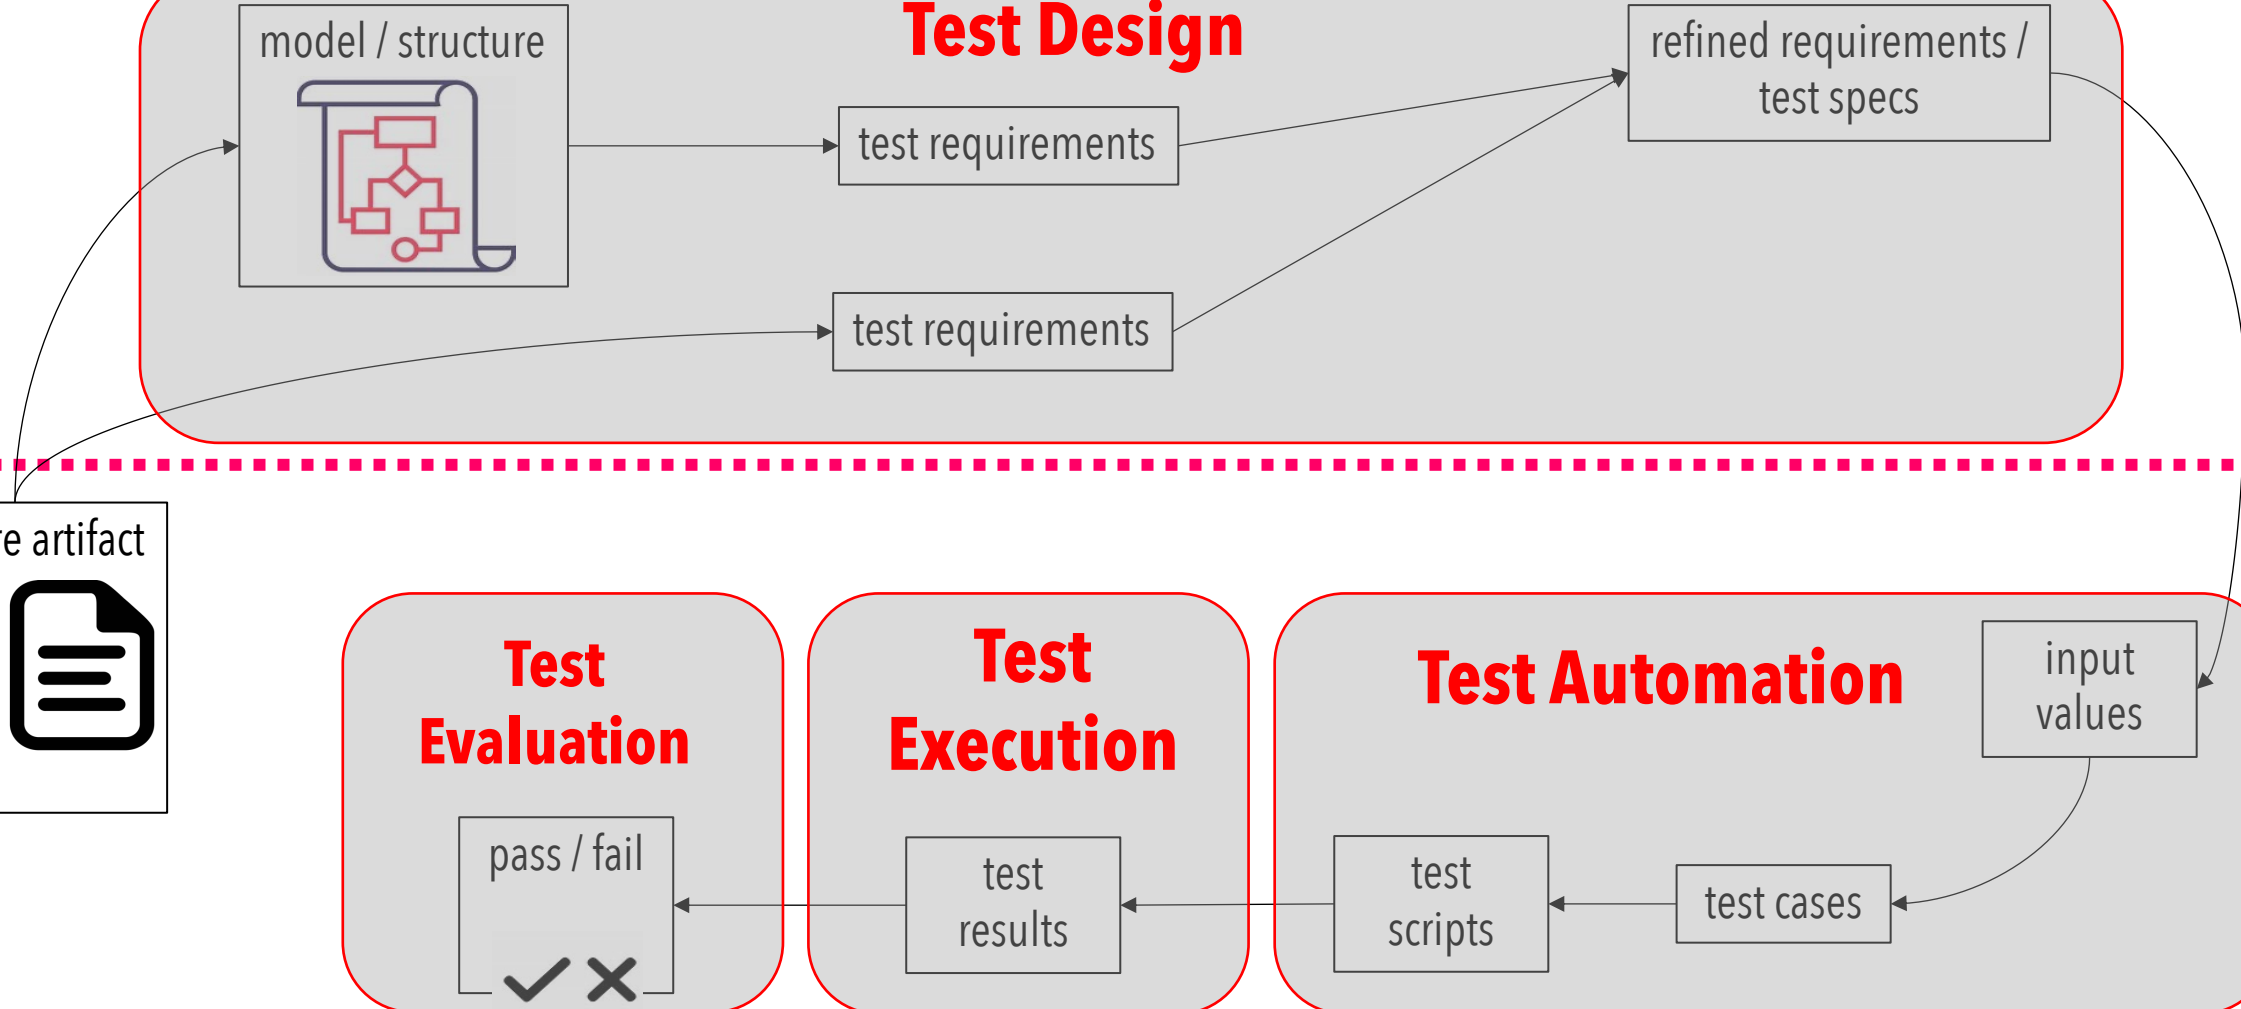 Test Design
model / structure
refined requirements /
test specs
test requirements
test requirements
artifact
Test
Evaluation
pass / fail
Test
Execution
test
results
Test Automation
input
values
test
scripts
test cases